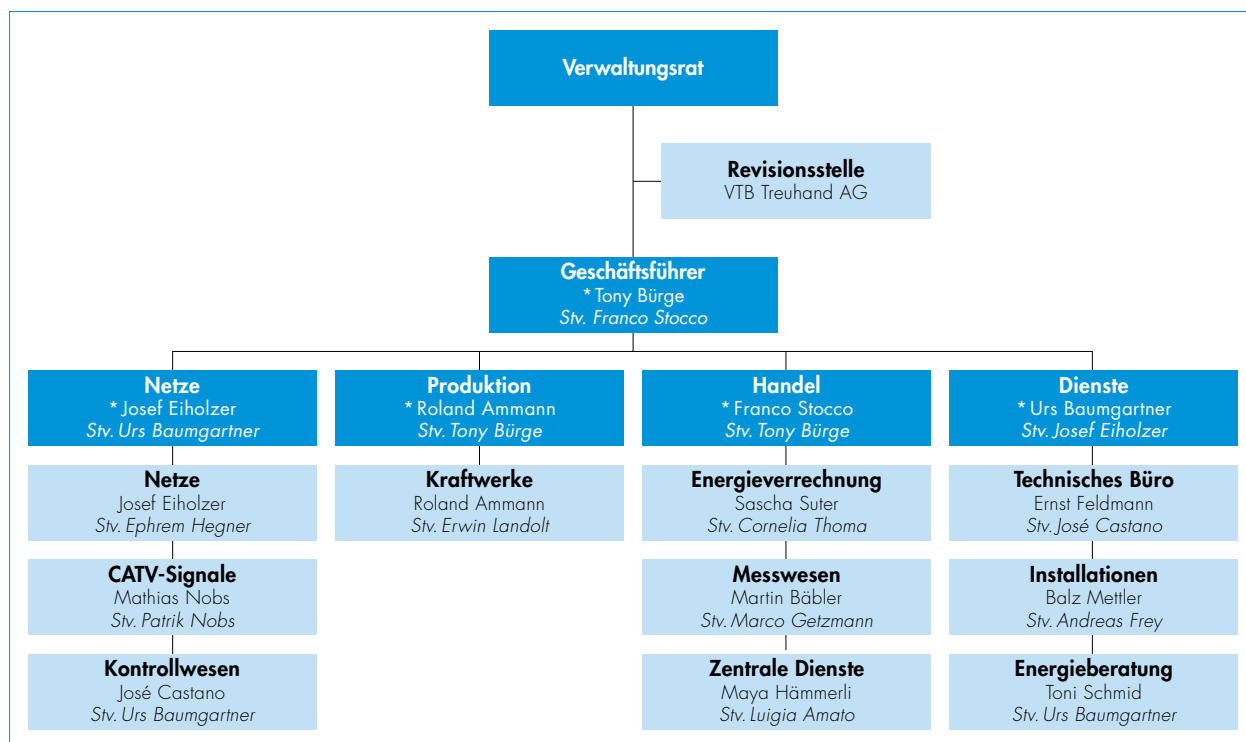 Verwaltungsrat
Revisionsstelle
VTB Treuhand AG
Geschäftsführer
* Tony Bürge
Stv. Franco Stocco
Netze
* Josef Eiholzer
Stv. Urs Baumgartner
Produktion
* Roland Ammann
Stv. Tony Bürge
Handel
* Franco Stocco
Stv. Tony Bürge
Dienste
* Urs Baumgartner
Stv. Josef Eiholzer
Netze
Josef Eiholzer
Stv. Ephrem Hegner
Kraftwerke
Roland Ammann
Stv. Erwin Landolt
Energieverrechnung
Sascha Suter
Stv. Cornelia Thoma
Technisches Büro
Ernst Feldmann
Stv. José Castano
CATV-Signale
Mathias Nobs
Stv. Patrik Nobs
Messwesen
Martin Bäbler
Stv. Marco Getzmann
Installationen
Balz Mettler
Stv. Andreas Frey
Kontrollwesen
José Castano
Stv. Urs Baumgartner
Zentrale Dienste
Maya Hämmerli
Stv. Luigia Amato
Energieberatung
Toni Schmid
Stv. Urs Baumgartner